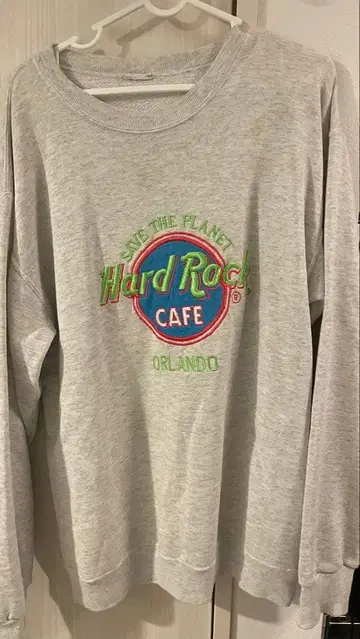 SAVE THE PLANET
Hard Rock
CAFE
®
ORLANDO